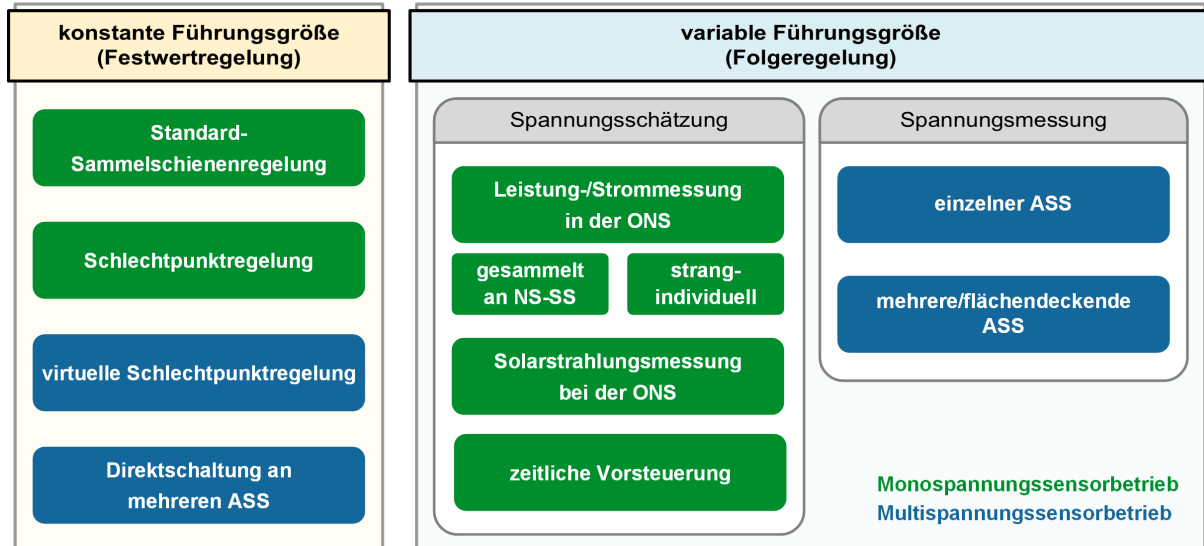 konstante Führungsgröße
(Festwertregelung)
Standard-
Sammelschienenregelung
Schlechtpunktregelung
virtuelle Schlechtpunktregelung
Direktschaltung an
mehreren ASS
variable Führungsgröße
(Folgeregelung)
Spannungsschätzung
Leistung-/Strommessung
in der ONS
gesammelt
an NS-SS
strang-
individuell
Solarstrahlungsmessung
bei der ONS
zeitliche Vorsteuerung
Spannungsmessung
einzelner ASS
mehrere/flächendeckende
ASS
Monospannungssensorbetrieb
Multispannungssensorbetrieb